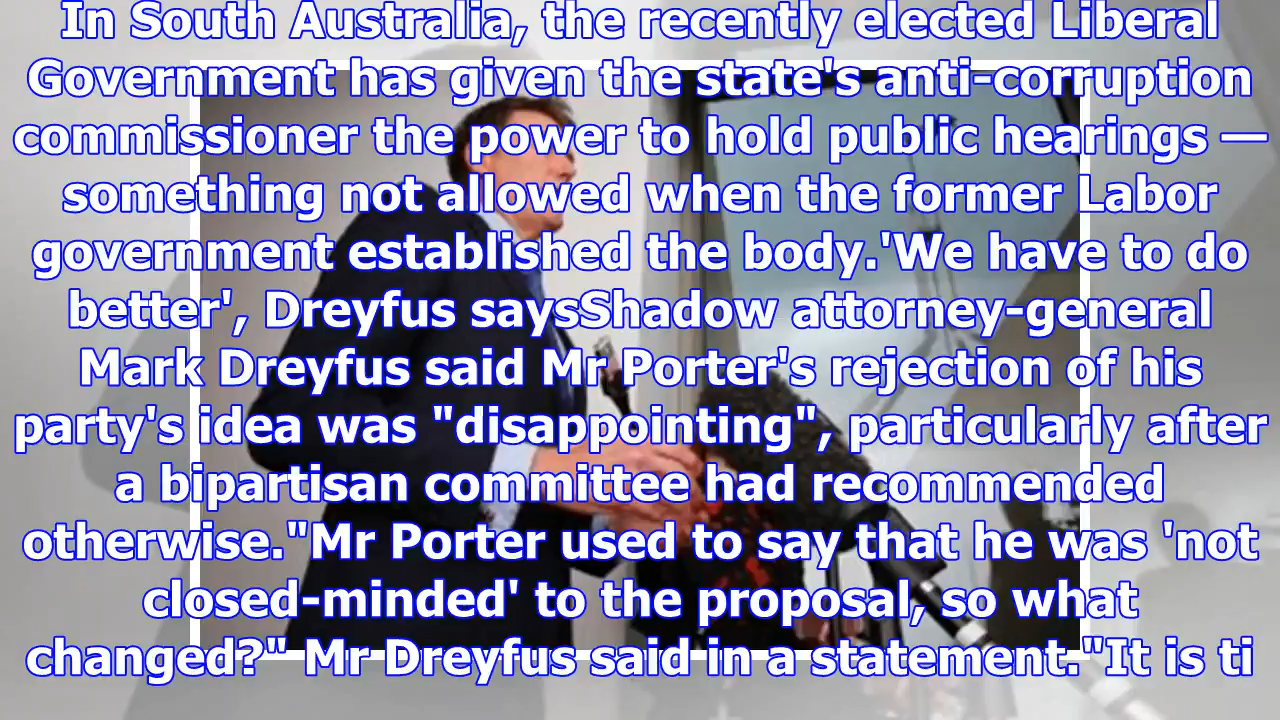 In South Australia, the recently elected Liberal
Government has given the state's anti-corruption
commissioner the power to hold public hearings —
something not allowed when the former Labor
government established the body.'We have to do
better', Dreyfus saysShadow attorney-general
Mark Dreyfus said Mr Porter's rejection of his
party's idea was "disappointing", particularly after
a bipartisan committee had recommended
otherwise."Mr Porter used to say that he was 'not
closed-minded' to the proposal, so what
changed?" Mr Dreyfus said in a statement."It is ti